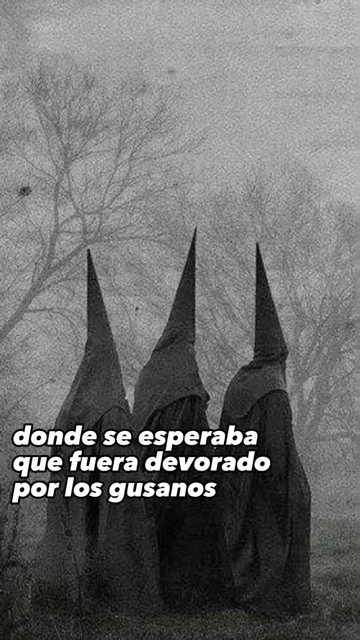 donde se esperaba
que fuera devorado
por los gusanos